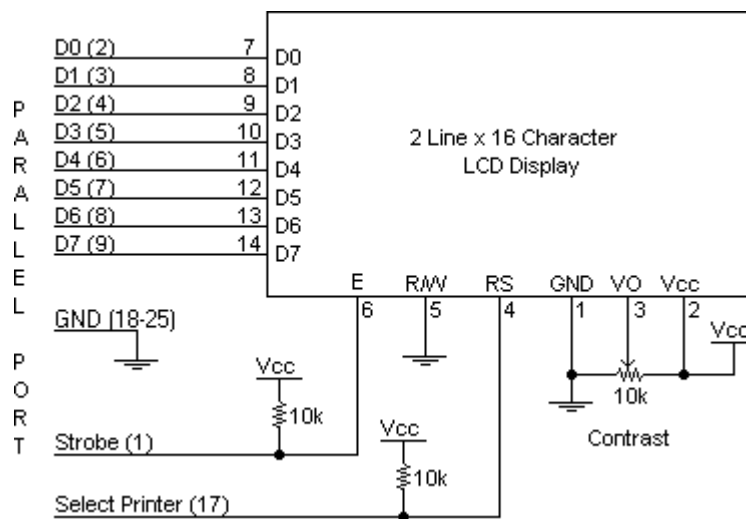 PARALLEL PORT
D0 (2) 7 D0
D1 (3) 8 D1
D2 (4) 9 D2
D3 (5) 10 D3
D4 (6) 11 D4
D5 (7) 12 D5
D6 (8) 13 D6
D7 (9) 14 D7
2 Line x 16 Character
LCD Display
E R/W RS GND VO Vcc
6 5 4 1 3 2
GND (18-25)
Vcc
Vcc
10k
10k
Contrast
Strobe (1)
Vcc
10k
Select Printer (17)